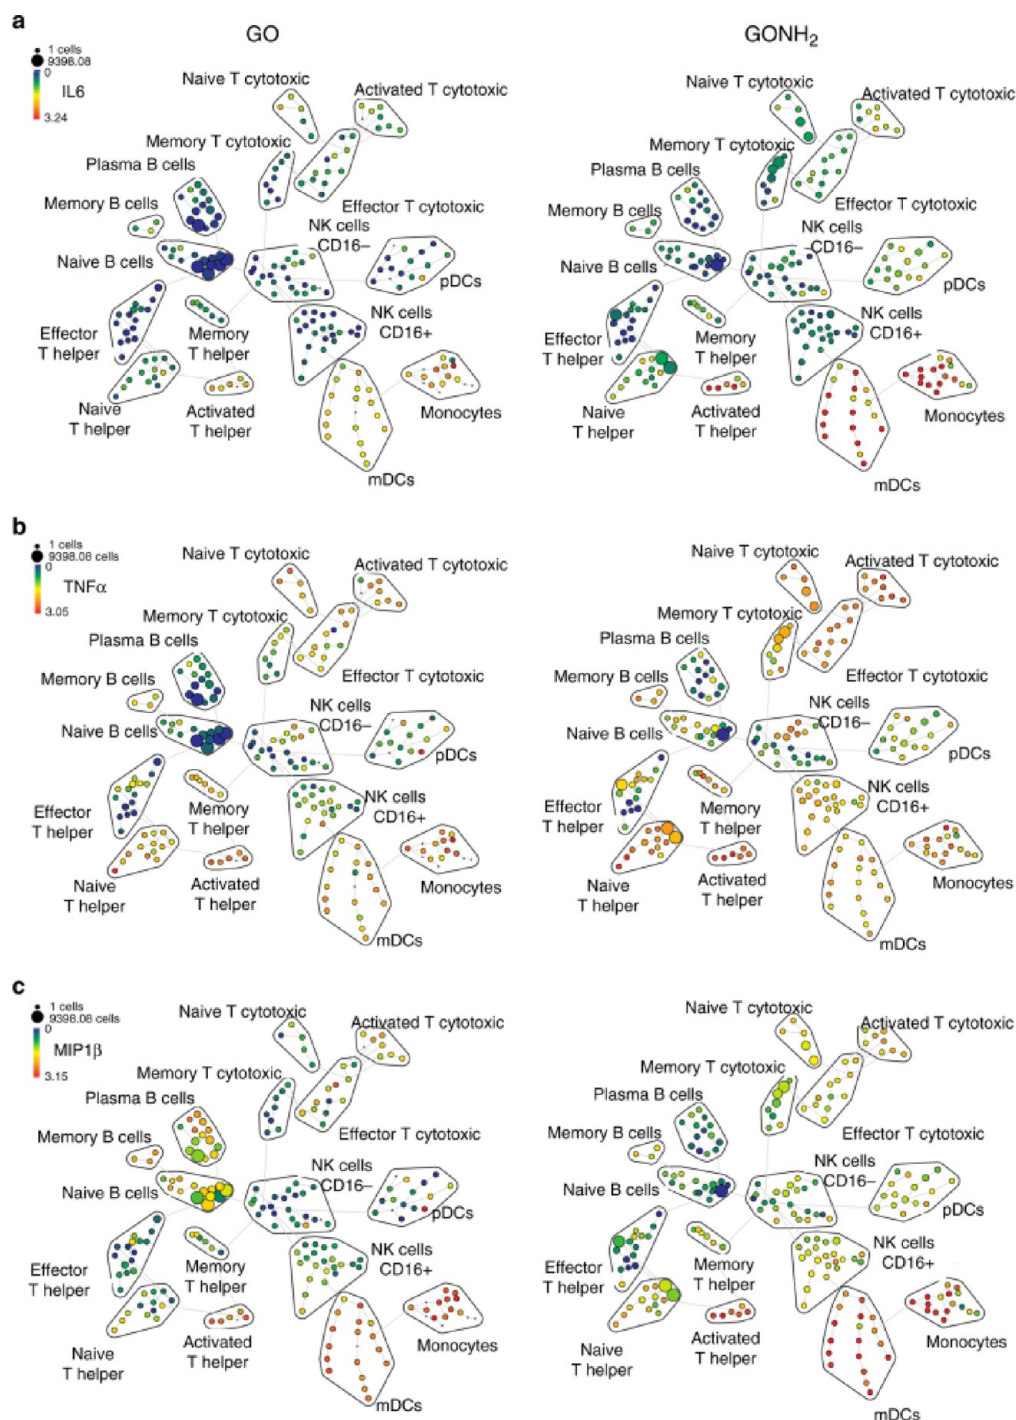 a
GO
GONH2
1 cells
9398.08
0
IL6
3.24
Naive T cytotoxic
Activated T cytotoxic
Memory T cytotoxic
Plasma B cells
Memory B cells
Effector T cytotoxic
NK cells
CD16–
Naive B cells
pDCs
Effector
T helper
Memory
T helper
NK cells
CD16+
Naive
T helper
Activated
T helper
Monocytes
mDCs
Naive T cytotoxic
Activated T cytotoxic
Memory T cytotoxic
Plasma B cells
Memory B cells
Effector T cytotoxic
NK cells
CD16–
Naive B cells
pDCs
Effector
T helper
Memory
T helper
NK cells
CD16+
Naive
T helper
Activated
T helper
Monocytes
mDCs
b
1 cells
9398.08 cells
0
TNFα
3.05
Naive T cytotoxic
Activated T cytotoxic
Memory T cytotoxic
Plasma B cells
Memory B cells
Effector T cytotoxic
NK cells
CD16–
Naive B cells
pDCs
Effector
T helper
Memory
T helper
NK cells
CD16+
Naive
T helper
Activated
T helper
Monocytes
mDCs
Naive T cytotoxic
Activated T cytotoxic
Memory T cytotoxic
Plasma B cells
Memory B cells
Effector T cytotoxic
NK cells
CD16–
Naive B cells
pDCs
Effector
T helper
Memory
T helper
NK cells
CD16+
Naive
T helper
Activated
T helper
Monocytes
mDCs
c
1 cells
9398.08 cells
0
MIP1β
3.15
Naive T cytotoxic
Activated T cytotoxic
Memory T cytotoxic
Plasma B cells
Memory B cells
Effector T cytotoxic
NK cells
CD16–
Naive B cells
pDCs
Effector
T helper
Memory
T helper
NK cells
CD16+
Naive
T helper
Activated
T helper
Monocytes
mDCs
Naive T cytotoxic
Activated T cytotoxic
Memory T cytotoxic
Plasma B cells
Memory B cells
Effector T cytotoxic
NK cells
CD16–
Naive B cells
pDCs
Effector
T helper
Memory
T helper
NK cells
CD16+
Naive
T helper
Activated
T helper
Monocytes
mDCs